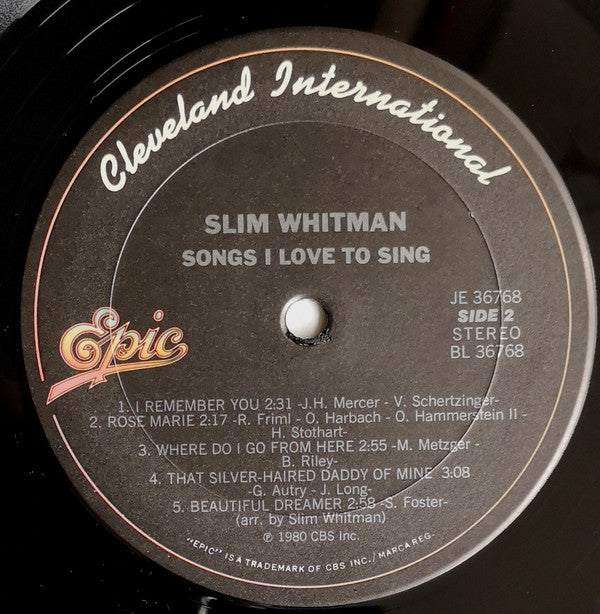 Cleveland International
SLIM WHITMAN
SONGS I LOVE TO SING
JE 36768
SIDE 2
STEREO
BL 36768
Epic
1. I REMEMBER YOU 2:31 -J.H. Mercer - V. Schertzinger-
2. ROSE MARIE 2:17 -R. Friml - O. Harbach - O. Hammerstein II -
H. Stothart-
3. WHERE DO I GO FROM HERE 2:55 -M. Metzger -
B. Riley-
4. THAT SILVER-HAIRED DADDY OF MINE 3:08
-G. Autry - J. Long-
5. BEAUTIFUL DREAMER 2:58 -S. Foster-
(arr. by Slim Whitman)
℗ 1980 CBS Inc.
"EPIC" IS A TRADEMARK OF CBS INC./ MARCA REG.